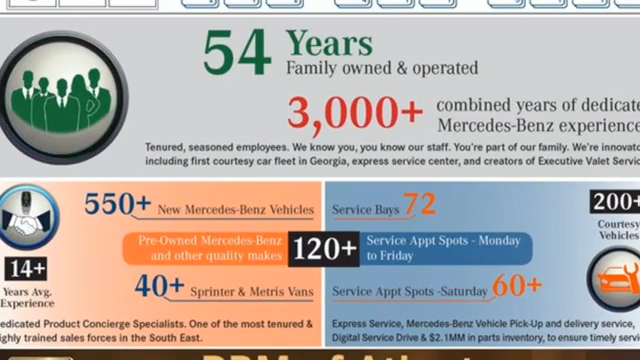 54 Years
Family owned & operated
3,000+ combined years of
Mercedes-Benz experience
Tenured, seasoned employees. We know you, you know our staff. You're part of our family. We're
including first courtesy car fleet in Georgia, express service center, and creators of Executive Valet
550+ New Mercedes-Benz Vehicles
Service Bays 72
200+
Courtesy
Vehicles
Pre-Owned Mercedes-Benz
and other quality makes
120+
Service Appt Spots - Monday
to Friday
14+
Years Avg.
Experience
40+ Sprinter & Metris Vans
Service Appt Spots -Saturday 60+
Product Concierge Specialists. One of the most tenured &
trained sales forces in the South East.
Express Service, Mercedes-Benz Vehicle Pick-Up and delivery service,
Digital Service Drive & $2.1MM in parts inventory, to ensure timely